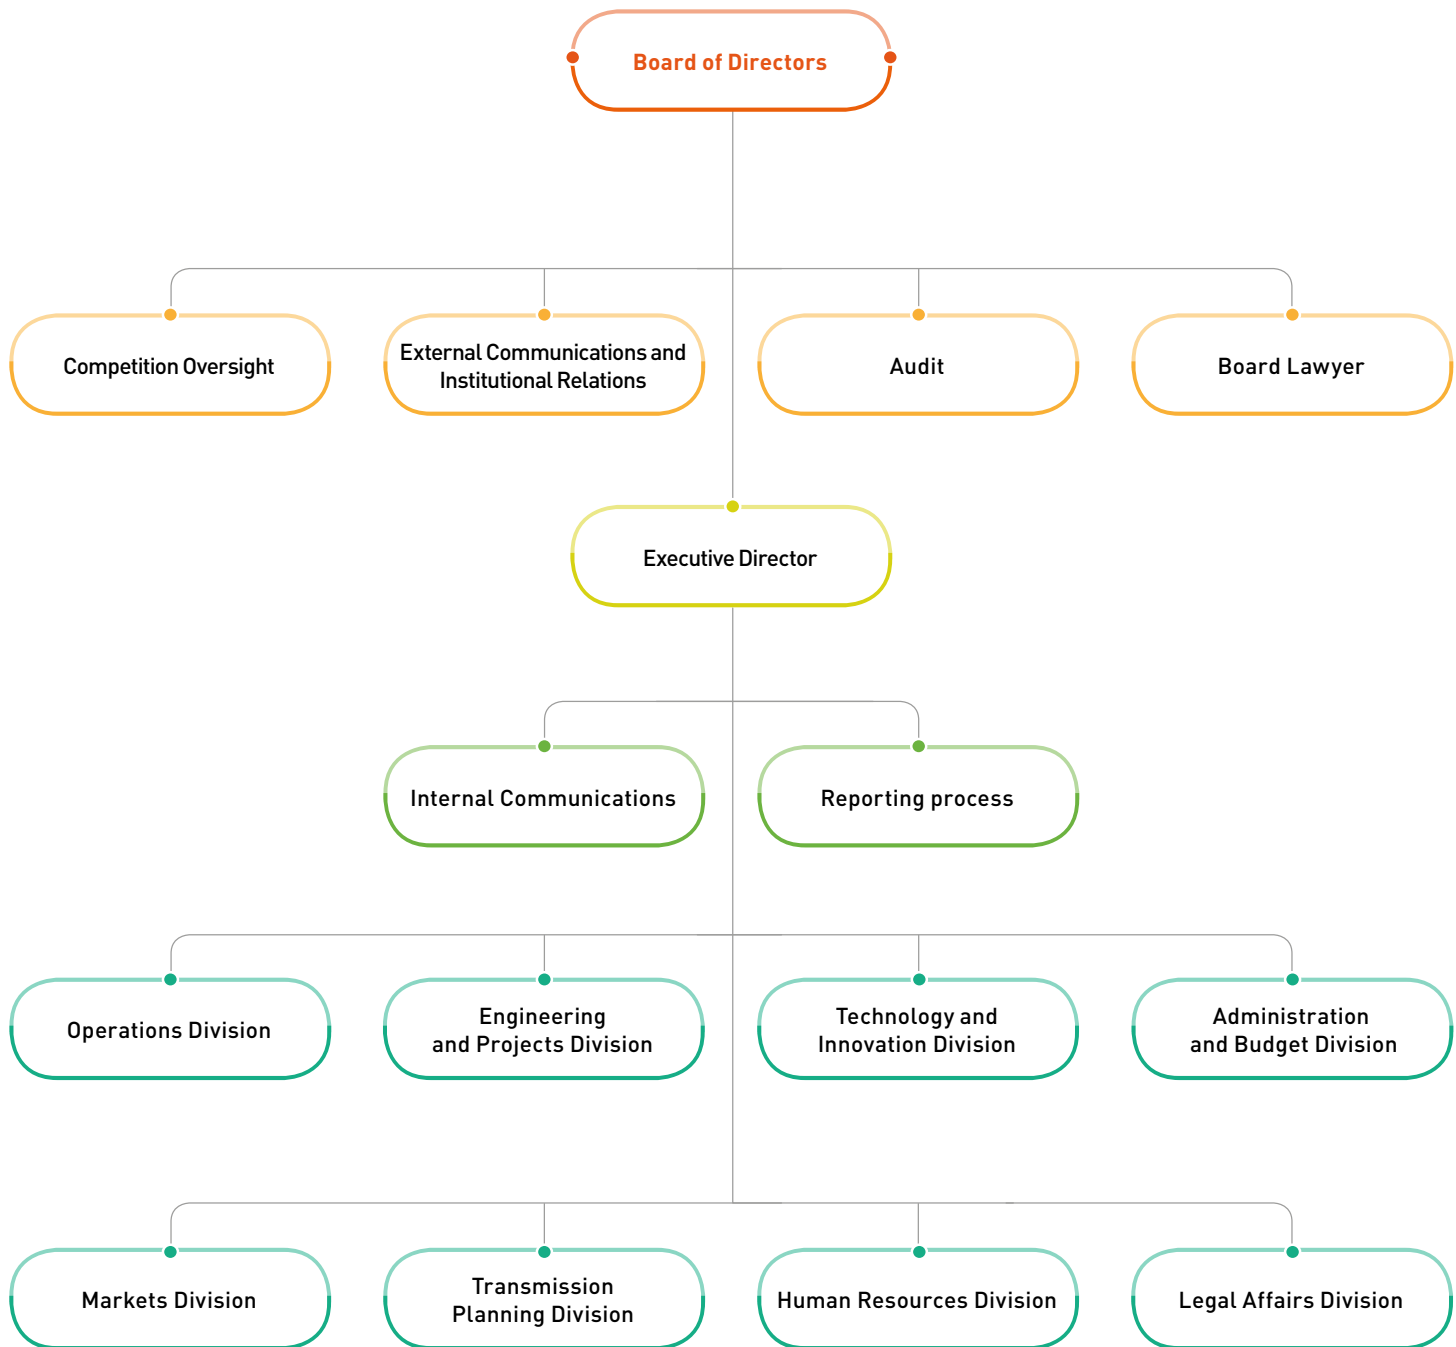 Board of Directors
Competition Oversight
External Communications and
Institutional Relations
Audit
Board Lawyer
Executive Director
Internal Communications
Reporting process
Operations Division
Engineering
and Projects Division
Technology and
Innovation Division
Administration
and Budget Division
Markets Division
Transmission
Planning Division
Human Resources Division
Legal Affairs Division